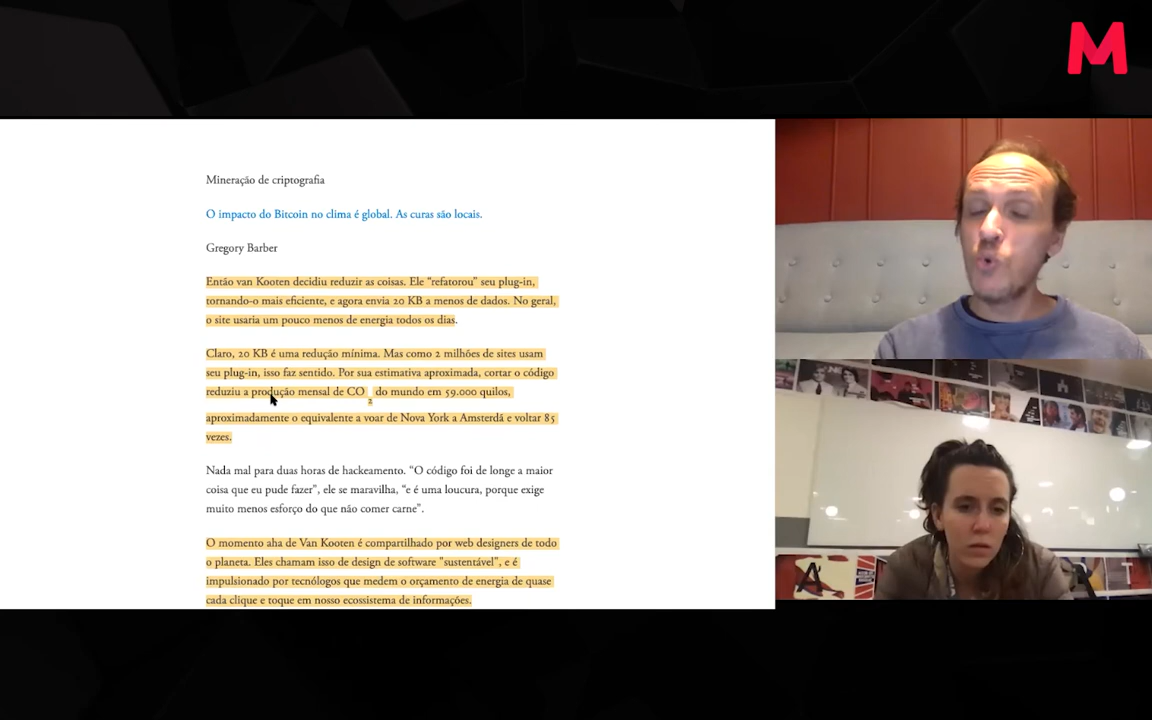 M
Mineração de criptografia
O impacto do Bitcoin no clima é global. As curas são locais.
Gregory Barber
Então van Kooten decidiu reduzir as coisas. Ele “refatorou” seu plug-in,
tornando-o mais eficiente, e agora envia 20 KB a menos de dados. No geral,
o site usaria um pouco menos de energia todos os dias.
Claro, 20 KB é uma redução mínima. Mas como 2 milhões de sites usam
seu plug-in, isso faz sentido. Por sua estimativa aproximada, cortar o código
reduziu a produção mensal de CO 2 do mundo em 59.000 quilos,
aproximadamente o equivalente a voar de Nova York a Amsterdã e voltar 85
vezes.
Nada mal para duas horas de hackeamento. "O código foi de longe a maior
coisa que eu pude fazer", ele se maravilha, "e é uma loucura, porque exige
muito menos esforço do que não comer carne".
O momento aha de Van Kooten é compartilhado por web designers de todo
o planeta. Eles chamam isso de design de software "sustentável", e é
impulsionado por tecnólogos que medem o orçamento de energia de quase
cada clique e toque em nosso ecossistema de informações.
A
T